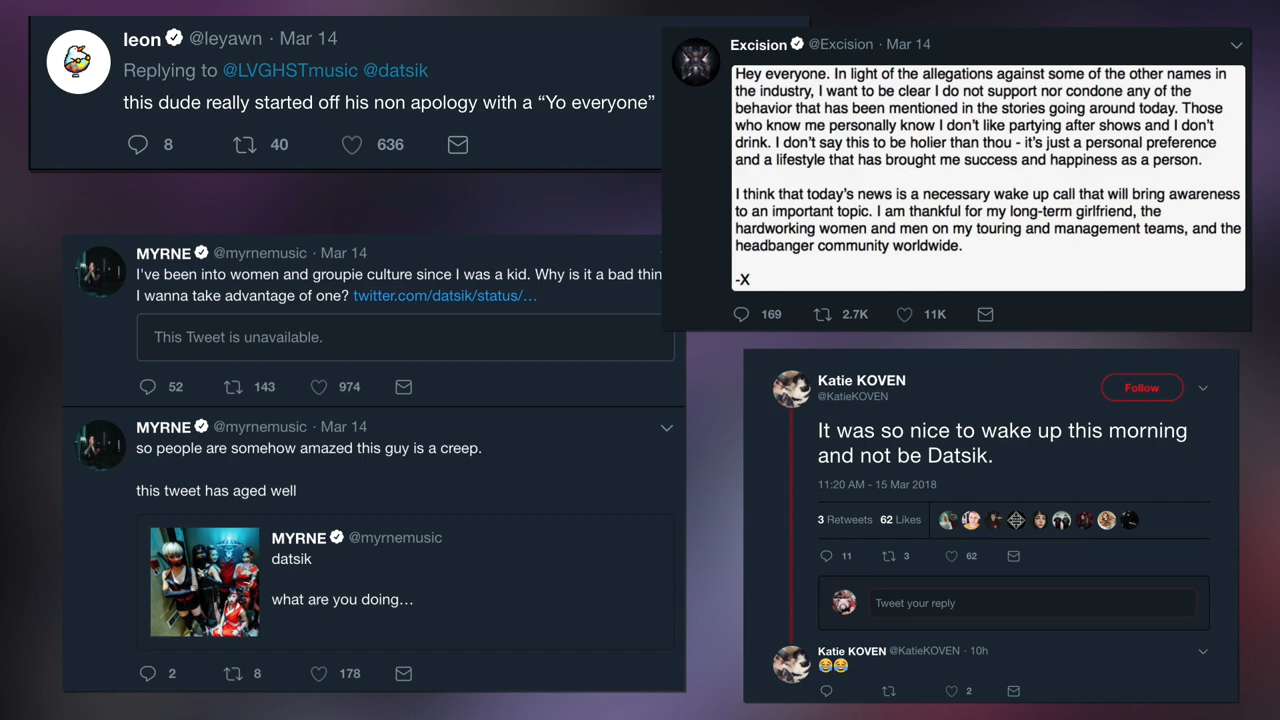 leon @leyawn · Mar 14
Replying to @LVGHSTmusic @datsik
this dude really started off his non apology with a “Yo everyone”
8 40 636
Excision @Excision · Mar 14
Hey everyone. In light of the allegations against some of the other names in
the industry, I want to be clear I do not support nor condone any of the
behavior that has been mentioned in the stories going around today. Those
who know me personally know I don’t like partying after shows and I don’t
drink. I don’t say this to be holier than thou - it’s just a personal preference
and a lifestyle that has brought me success and happiness as a person.
I think that today’s news is a necessary wake up call that will bring awareness
to an important topic. I am thankful for my long-term girlfriend, the
hardworking women and men on my touring and management teams, and the
headbanger community worldwide.
-X
169 2.7K 11K
MYRNE @myrnemusic · Mar 14
I've been into women and groupie culture since I was a kid. Why is it a bad thin
I wanna take advantage of one? twitter.com/datsik/status/…
This Tweet is unavailable.
52 143 974
MYRNE @myrnemusic · Mar 14
so people are somehow amazed this guy is a creep.
this tweet has aged well
MYRNE @myrnemusic
datsik
what are you doing…
2 8 178
Katie KOVEN
@KatieKOVEN
Follow
It was so nice to wake up this morning
and not be Datsik.
11:20 AM - 15 Mar 2018
3 Retweets 62 Likes
11 3 62
Tweet your reply
Katie KOVEN @KatieKOVEN · 10h
😂😂
2